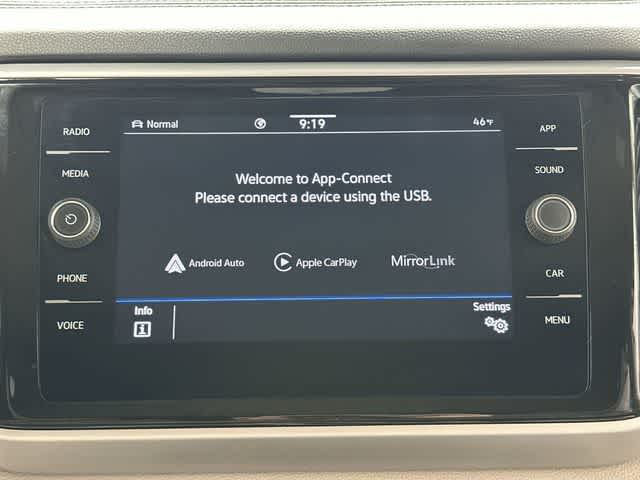 RADIO
MEDIA
PHONE
VOICE
Normal
9:19
46°F
Welcome to App-Connect
Please connect a device using the USB.
Android Auto
Apple CarPlay
MirrorLink
Info
Settings
APP
SOUND
CAR
MENU